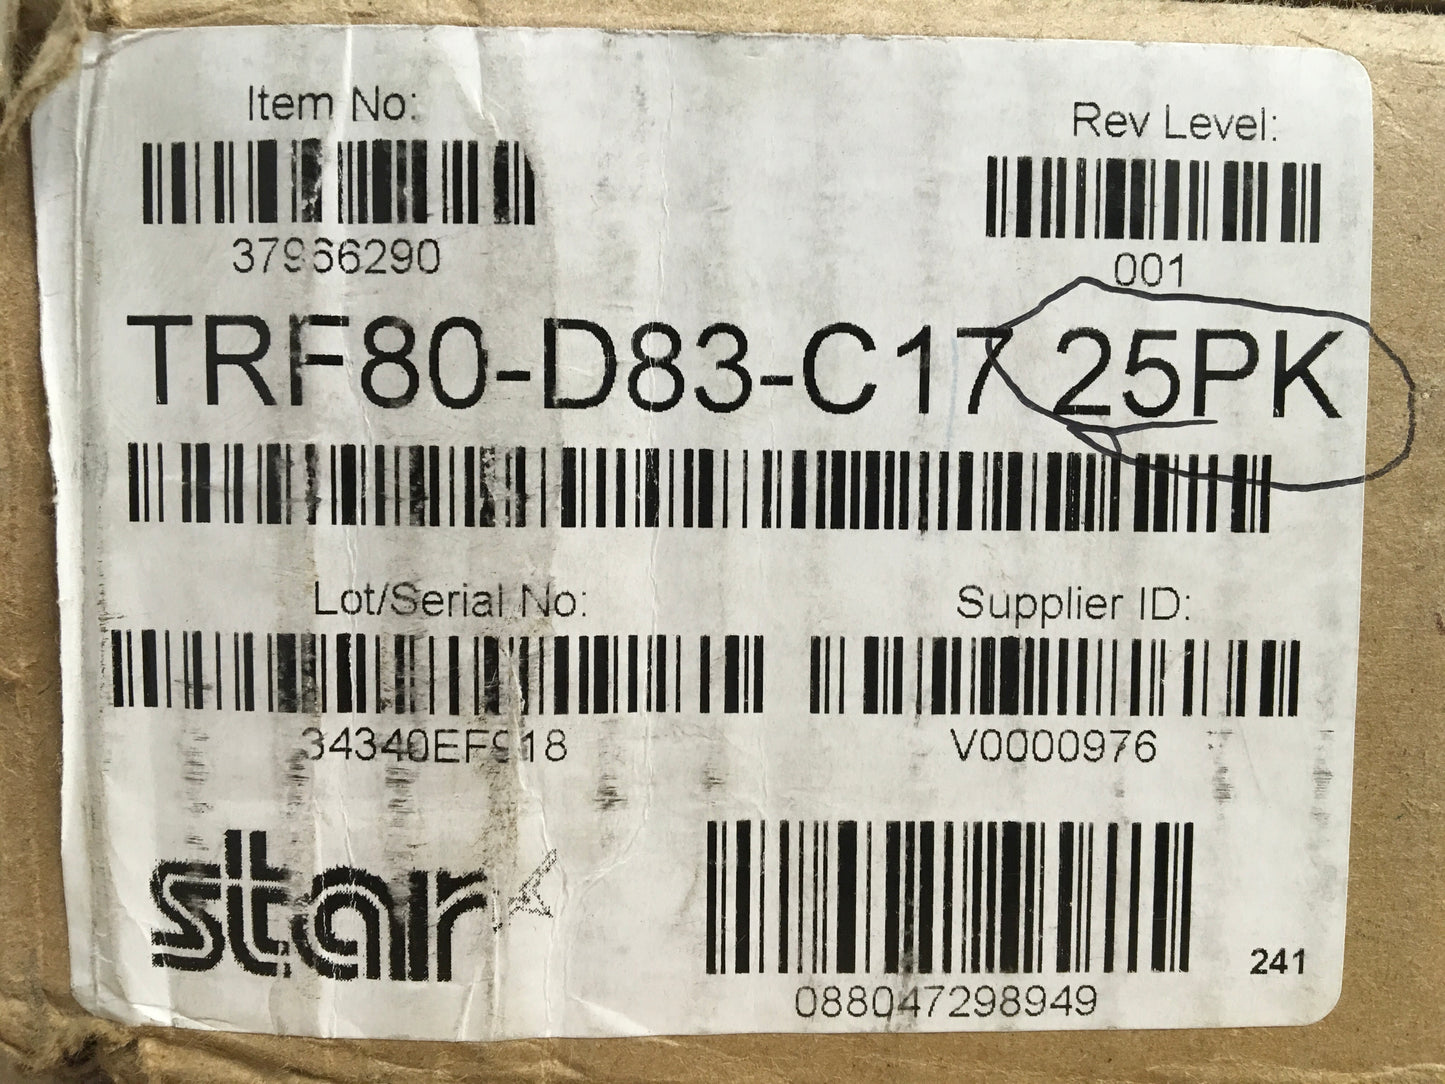 Item No:
Rev Level:
37966290
001
TRF80-D83-C17 25PK
Lot/Serial No:
Supplier ID:
34340EF918
V0000976
star
088047298949
241